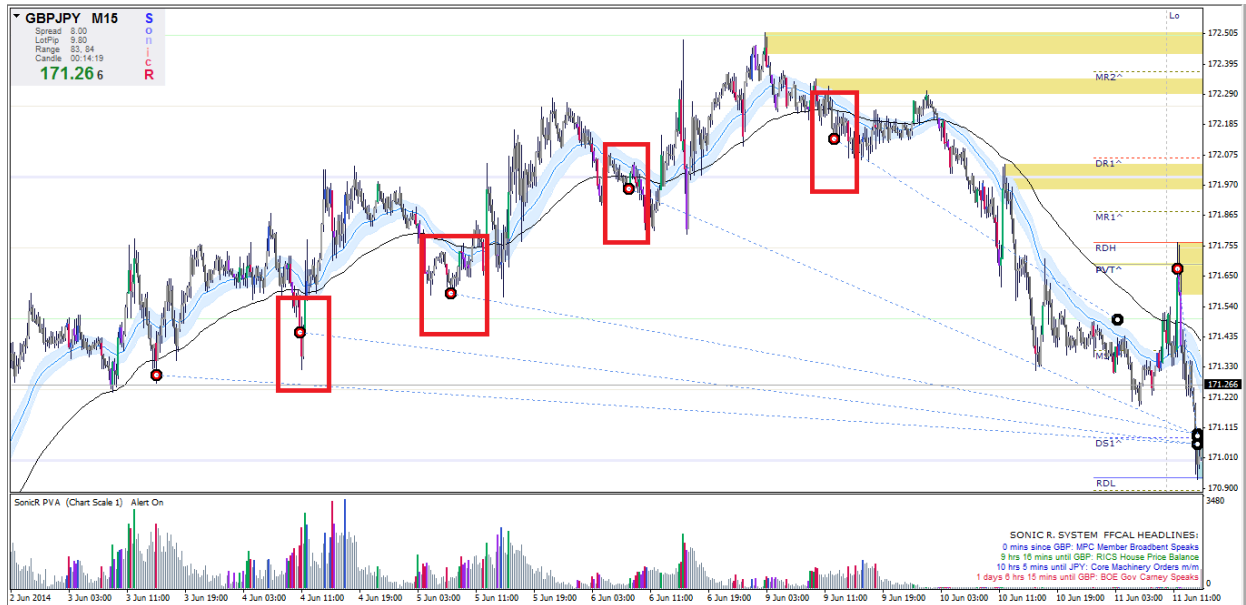 GBPJPY M15
Spread 8.00
LotPip 9.80
Range 83, 84
Candle 00:14:19
171.26 6
S
o
n
i
c
R
Lo
172.505
172.395
MR2^
172.290
172.185
172.075
DR1^
171.970
MR1^
171.865
RDH
171.755
PVT^
171.650
171.540
171.435
171.330
171.266
171.220
171.115
DS1^
171.010
RDL
170.900
SonicR PVA (Chart Scale 1) Alert On
3480
SONIC R. SYSTEM FFCAL HEADLINES:
0 mins since GBP: MPC Member Broadbent Speaks
9 hrs 16 mins until GBP: RICS House Price Balance
10 hrs 5 mins until JPY: Core Machinery Orders m/m
1 days 6 hrs 15 mins until GBP: BOE Gov Carney Speaks
0
2 Jun 2014 3 Jun 03:00 3 Jun 11:00 3 Jun 19:00 4 Jun 03:00 4 Jun 11:00 4 Jun 19:00 5 Jun 03:00 5 Jun 11:00 5 Jun 19:00 6 Jun 03:00 6 Jun 11:00 6 Jun 19:00 9 Jun 03:00 9 Jun 11:00 9 Jun 19:00 10 Jun 03:00 10 Jun 11:00 10 Jun 19:00 11 Jun 03:00 11 Jun 11:00